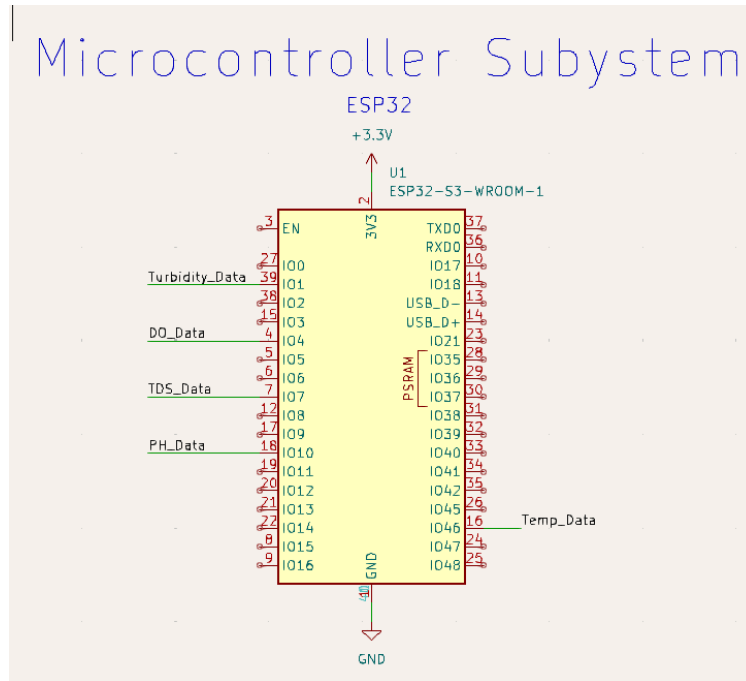 Microcontroller Subystem
ESP32
+3.3V
U1
ESP32-S3-WROOM-1
2
3V3
3 EN
TXD0 37
RXD0 36
27 IO0
IO17 10
Turbidity_Data 39 IO1
IO18 11
38 IO2
USB_D- 13
15 IO3
USB_D+ 14
DO_Data 4 IO4
IO21 23
5 IO5
IO35 28
6 IO6
IO36 29
PSRAM
TDS_Data 7 IO7
IO37 30
12 IO8
IO38 31
17 IO9
IO39 32
PH_Data 18 IO10
IO40 33
19 IO11
IO41 34
20 IO12
IO42 35
21 IO13
IO45 26
22 IO14
IO46 16 Temp_Data
8 IO15
IO47 24
9 IO16
IO48 25
GND
GND